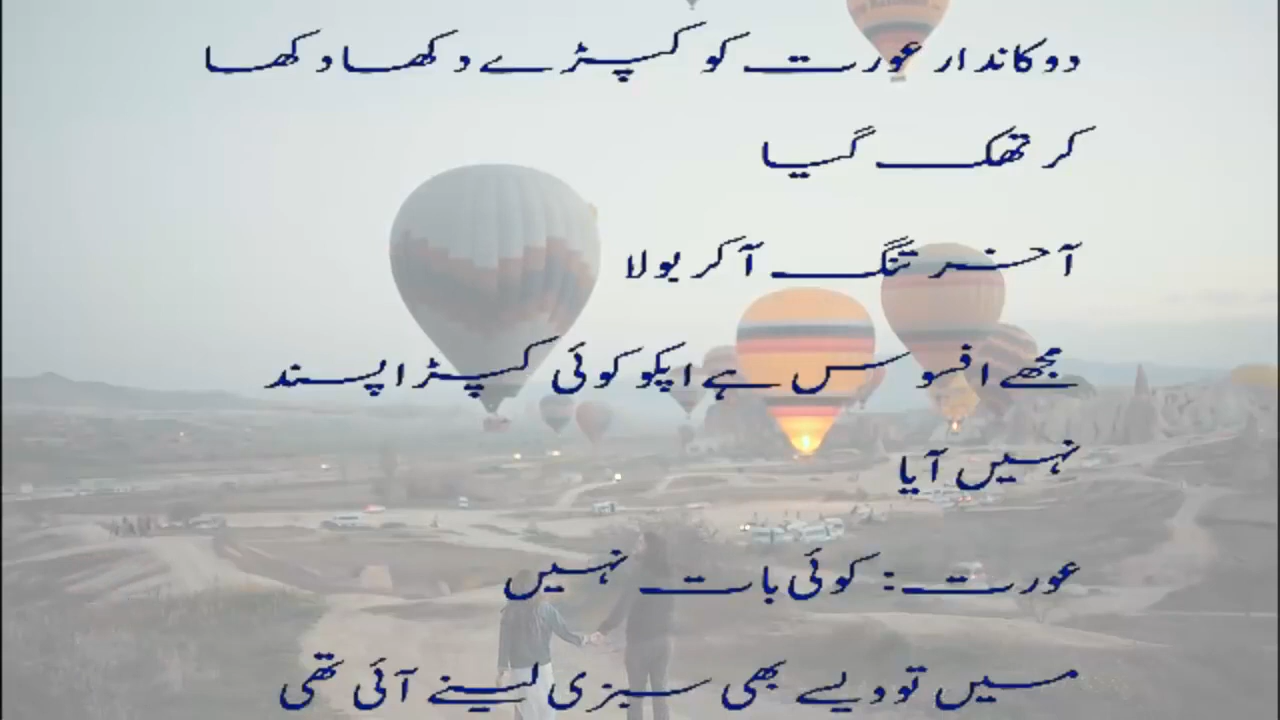 دوکاندار عورت کو کپڑے دکھا دکھا
کر تھک گیا
آخر تنگ آ کر بولا
مجھے افسوس ہے اپکو کوئی کپڑا پسند
نہیں آیا
عورت: کوئی بات نہیں
میں تو ویسے بھی سبزی لینے آئی تھی